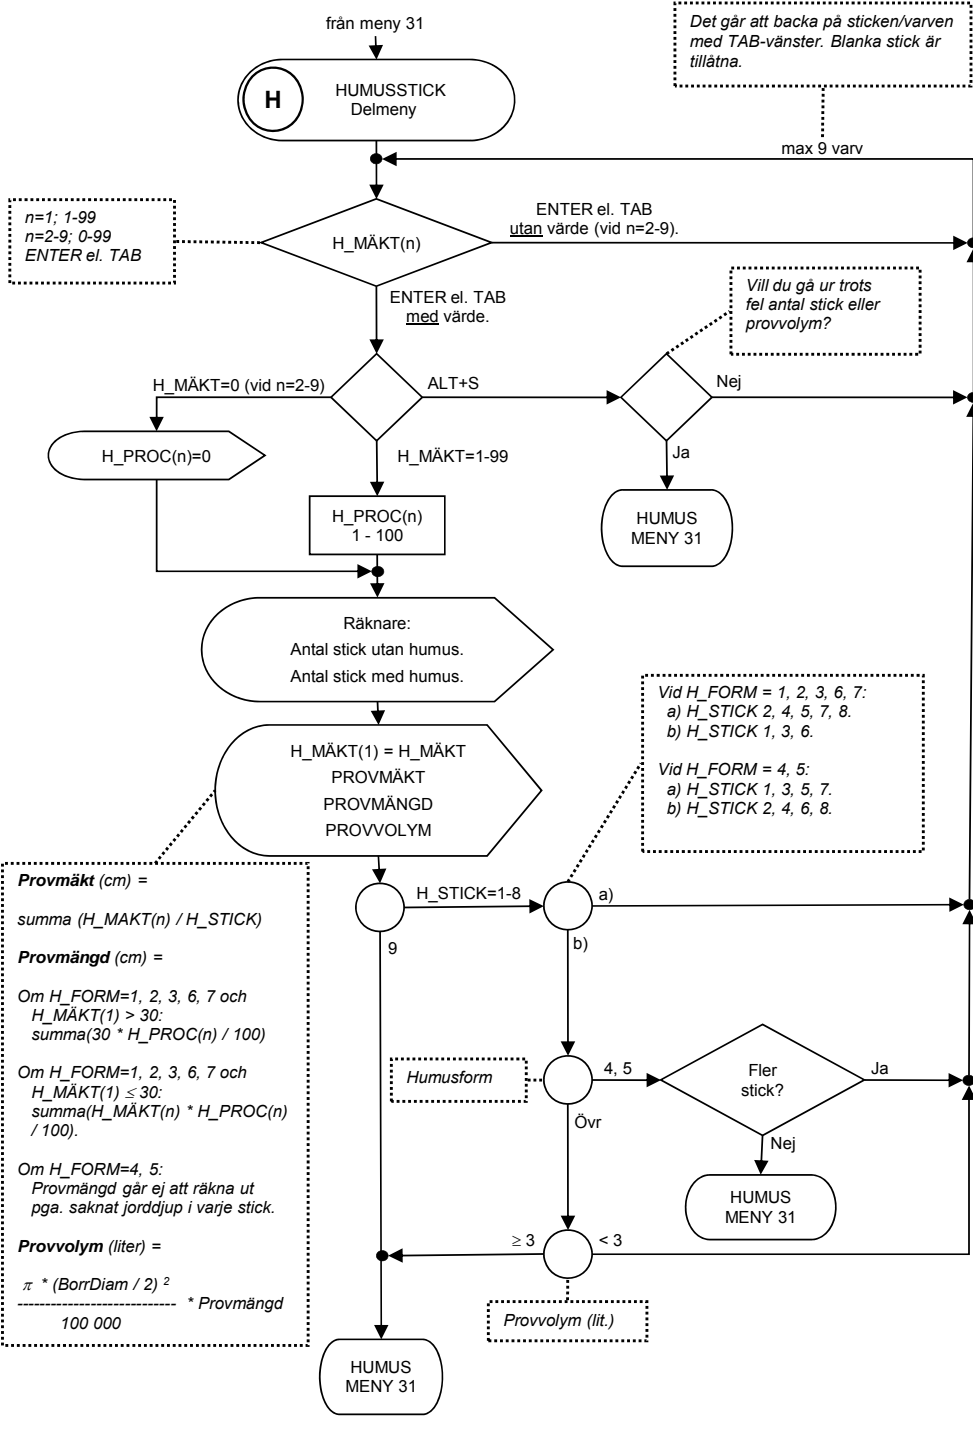 från meny 31
Det går att backa på sticken/varven
med TAB-vänster. Blanka stick är
tillåtna.
H
HUMUSSTICK
Delmeny
max 9 varv
n=1; 1-99
n=2-9; 0-99
ENTER el. TAB
H_MÄKT(n)
ENTER el. TAB
utan värde (vid n=2-9).
ENTER el. TAB
med värde.
Vill du gå ur trots
fel antal stick eller
provvolym?
H_MÄKT=0 (vid n=2-9)
ALT+S
Nej
H_PROC(n)=0
H_MÄKT=1-99
Ja
H_PROC(n)
1 - 100
HUMUS
MENY 31
Räknare:
Antal stick utan humus.
Antal stick med humus.
Vid H_FORM = 1, 2, 3, 6, 7:
a) H_STICK 2, 4, 5, 7, 8.
b) H_STICK 1, 3, 6.
Vid H_FORM = 4, 5:
a) H_STICK 1, 3, 5, 7.
b) H_STICK 2, 4, 6, 8.
H_MÄKT(1) = H_MÄKT
PROVMÄKT
PROVMÄNGD
PROVVOLYM
H_STICK=1-8
a)
b)
9
Provmäkt (cm) =
summa (H_MAKT(n) / H_STICK)
Provmängd (cm) =
Om H_FORM=1, 2, 3, 6, 7 och
H_MÄKT(1) > 30:
summa(30 * H_PROC(n) / 100)
Om H_FORM=1, 2, 3, 6, 7 och
H_MÄKT(1) ≤ 30:
summa(H_MÄKT(n) * H_PROC(n)
/ 100).
Om H_FORM=4, 5:
Provmängd går ej att räkna ut
pga. saknat jorddjup i varje stick.
Provvolym (liter) =
π * (BorrDiam / 2) ²
----------------------------- * Provmängd
100 000
Humusform
4, 5
Fler
stick?
Ja
Övr
Nej
HUMUS
MENY 31
≥ 3
< 3
Provvolym (lit.)
HUMUS
MENY 31